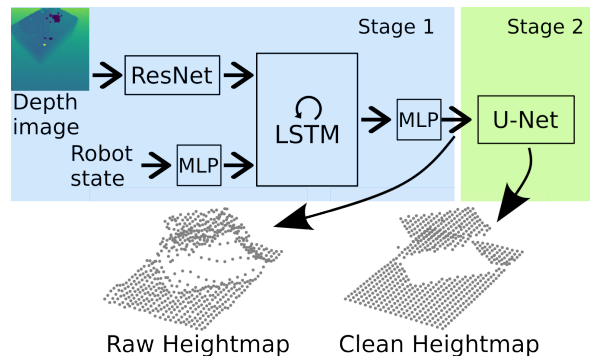 Stage 1
Stage 2
ResNet
Depth
image
LSTM
MLP
U-Net
Robot
state
MLP
Raw Heightmap
Clean Heightmap